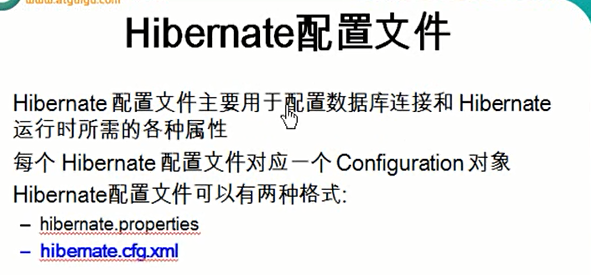 www.atguigu.com
Hibernate配置文件
Hibernate 配置文件主要用于配置数据库连接和 Hibernate
运行时所需的各种属性
每个 Hibernate 配置文件对应一个 Configuration 对象
Hibernate配置文件可以有两种格式:
– hibernate.properties
– hibernate.cfg.xml